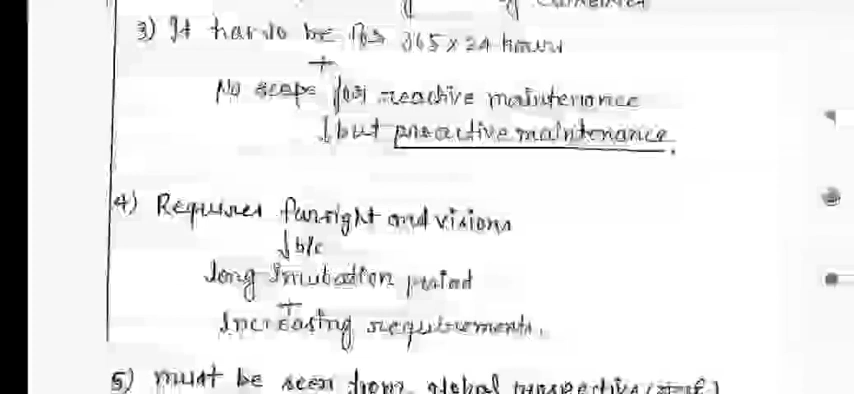 3) It has to be for 365 x 24 hours
+
No scope for reactive maintenance
↓ but proactive maintenance.
4) Requires farsight and visions
↓ b/c
long incubation period
+
Increasing requirements.
5) must be seen from global perspective